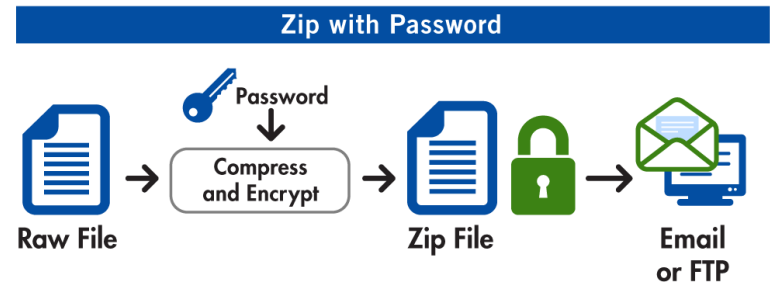 Zip with Password
Password
Compress
and Encrypt
Raw File
Zip File
Email
or FTP